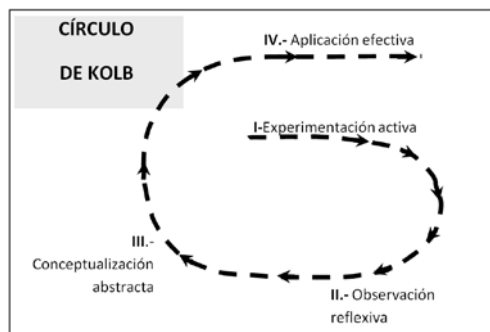 CÍRCULO
DE KOLB
IV.- Aplicación efectiva
I-Experimentación activa
III.-
Conceptualización
abstracta
II.- Observación
reflexiva